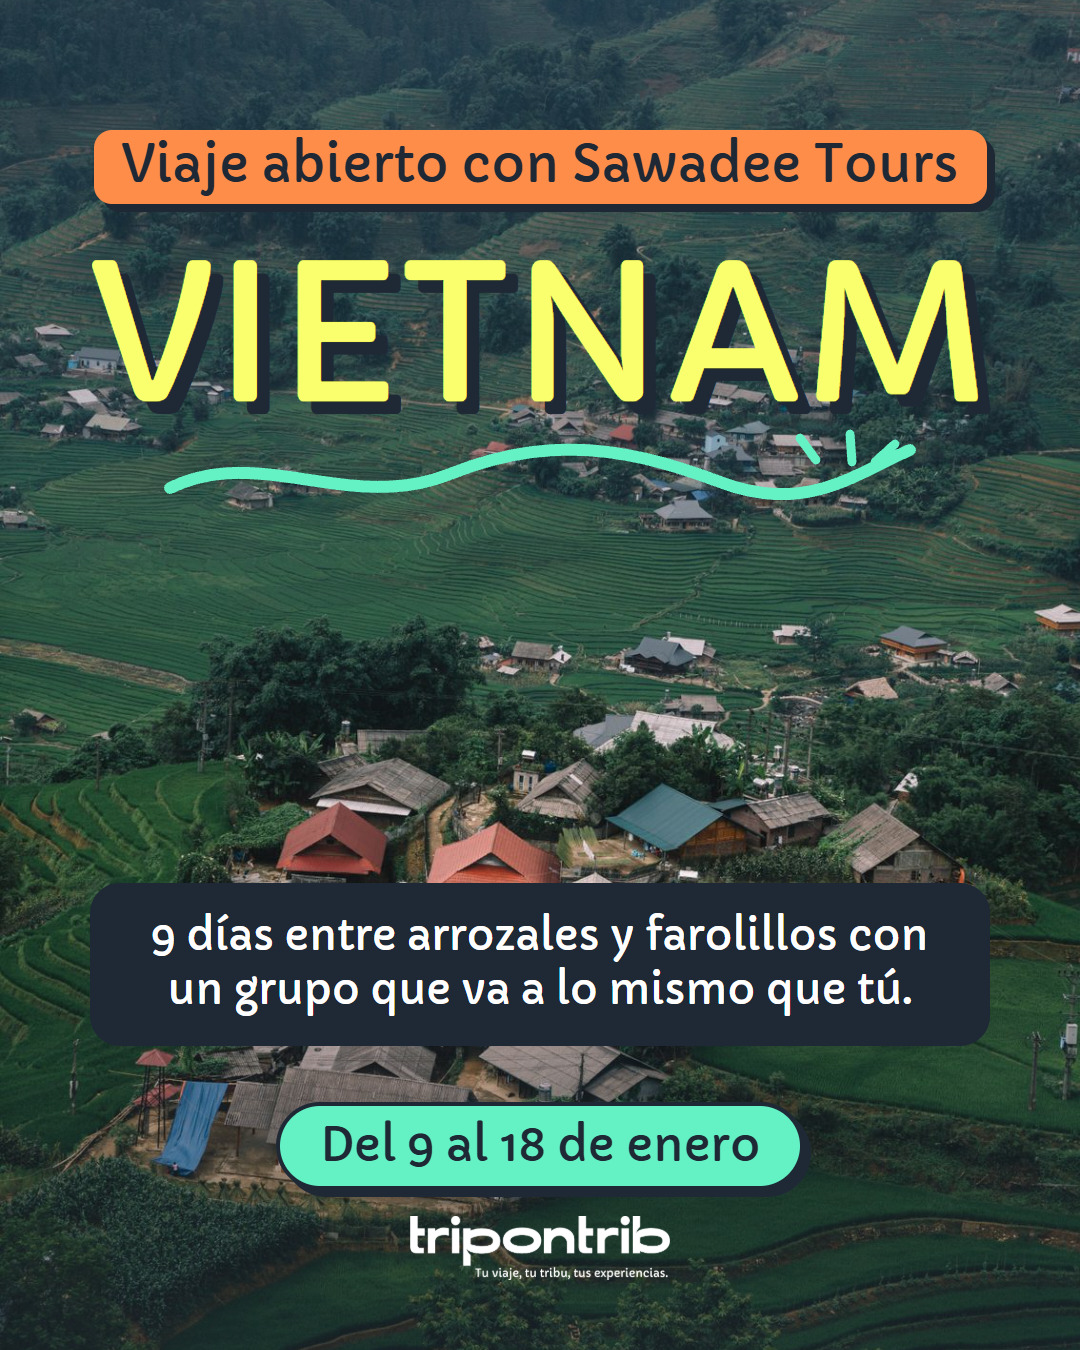 Viaje abierto con Sawadee Tours
VIETNAM
9 días entre arrozales y farolillos con
un grupo que va a lo mismo que tú.
Del 9 al 18 de enero
tripontrib
Tu viaje, tu tribu, tus experiencias.